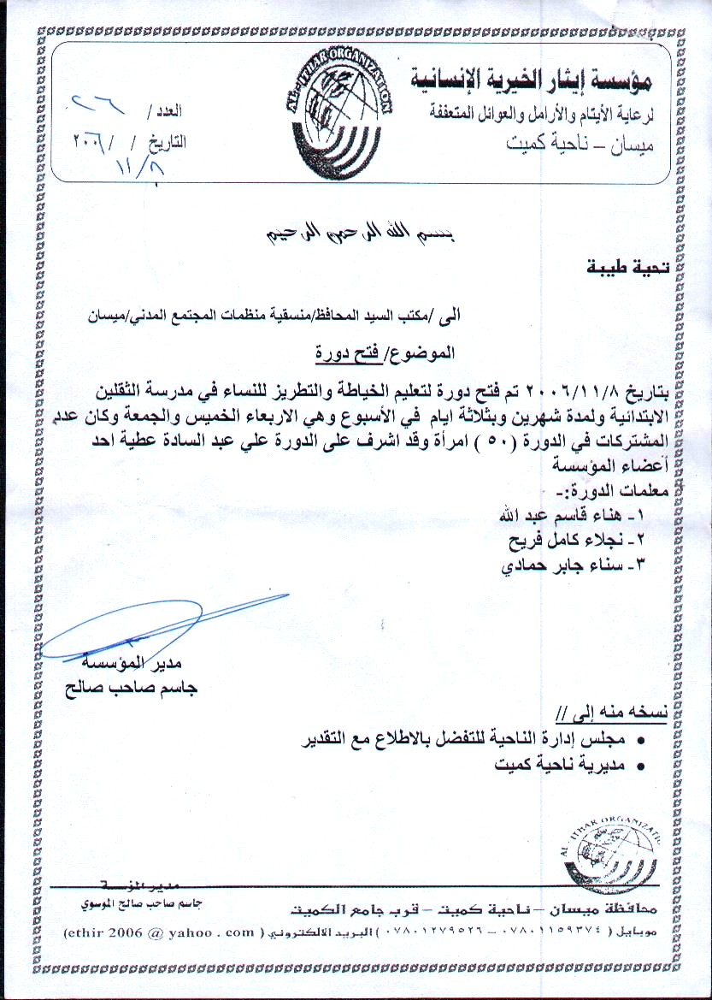 مؤسسة إيثار الخيرية الإنسانية
لرعاية الأيتام والأرامل والعوائل المتعففة
ميسان – ناحية كميت
AL - ITHAR ORGANIZATION
العدد / ٢٦
التاريخ / / ٢٠٠٦
١١/٨
بسم الله الرحمن الرحيم
تحية طيبة
الى /مكتب السيد المحافظ/منسقية منظمات المجتمع المدني/ميسان
الموضوع/ فتح دورة
بتاريخ ٢٠٠٦/١١/٨ تم فتح دورة لتعليم الخياطة والتطريز للنساء في مدرسة الثقلين
الابتدائية ولمدة شهرين وبثلاثة ايام في الأسبوع وهي الاربعاء الخميس والجمعة وكان عدد
المشتركات في الدورة (٥٠ ) امرأة وقد اشرف على الدورة علي عبد السادة عطية احد
أعضاء المؤسسة
معلمات الدورة:-
١- هناء قاسم عبد الله
٢- نجلاء كامل فريح
٣- سناء جابر حمادي
مدير المؤسسة
جاسم صاحب صالح
نسخه منه إلى //
• مجلس إدارة الناحية للتفضل بالاطلاع مع التقدير
• مديرية ناحية كميت
AL - ITHAR ORGANIZATIO
مدير المؤسسة
جاسم صاحب صالح الموسوي
محافظة ميسان – ناحية كميت – قرب جامع الكميت
موبايل ( ٠٧٨٠١١٥٩٣٧٤ – ٠٧٨٠١٢٧٩٥٢٦ ) البريد الالكتروني ( ethir 2006 @ yahoo . com)